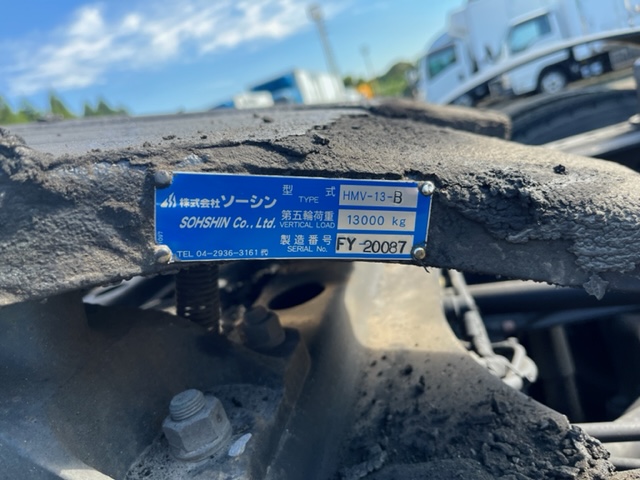 株式会社ソーシン
SOHSHIN Co., Ltd.
TEL 04-2936-3161 代
型 式 HMV-13-B
TYPE
第五輪荷重 13000 kg
VERTICAL LOAD
製造番号 FY-20087
SERIAL No.